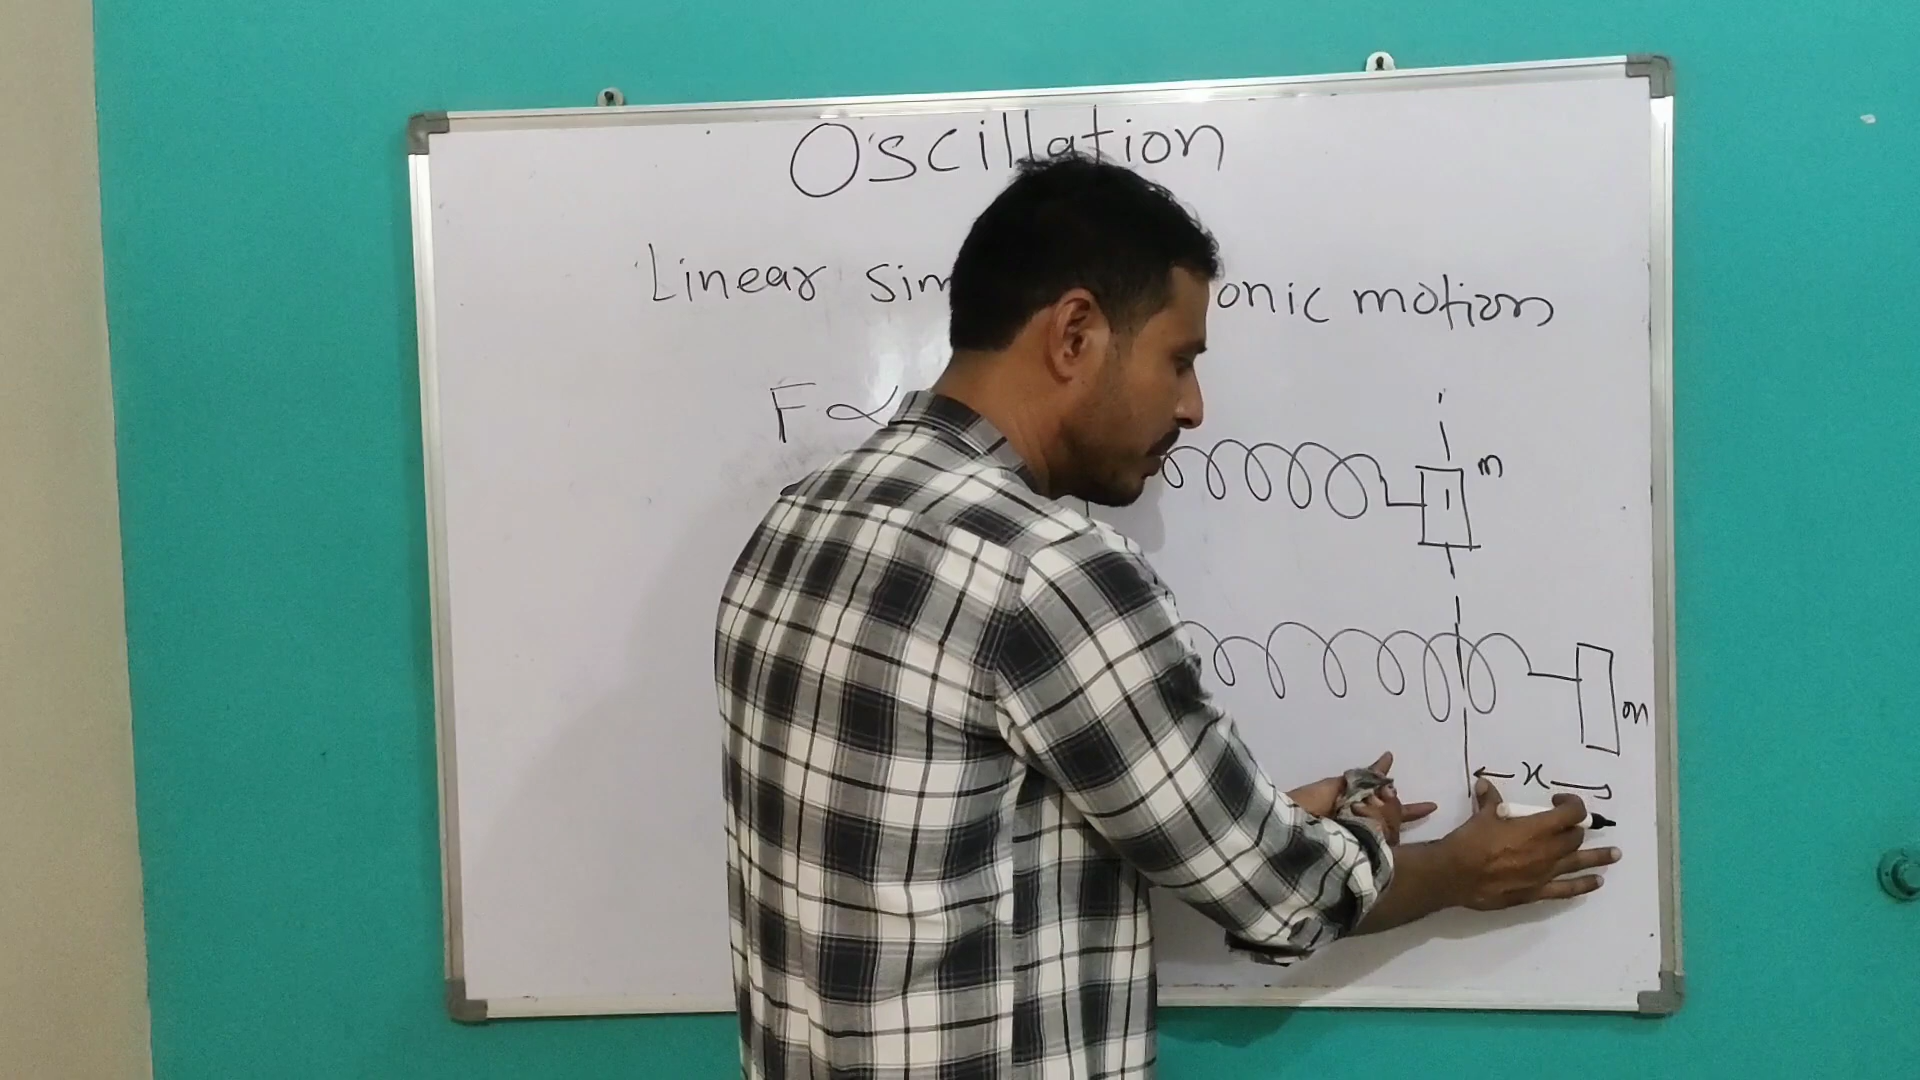 Oscillation
Linear sim onic motion
F ∝
m
m
x